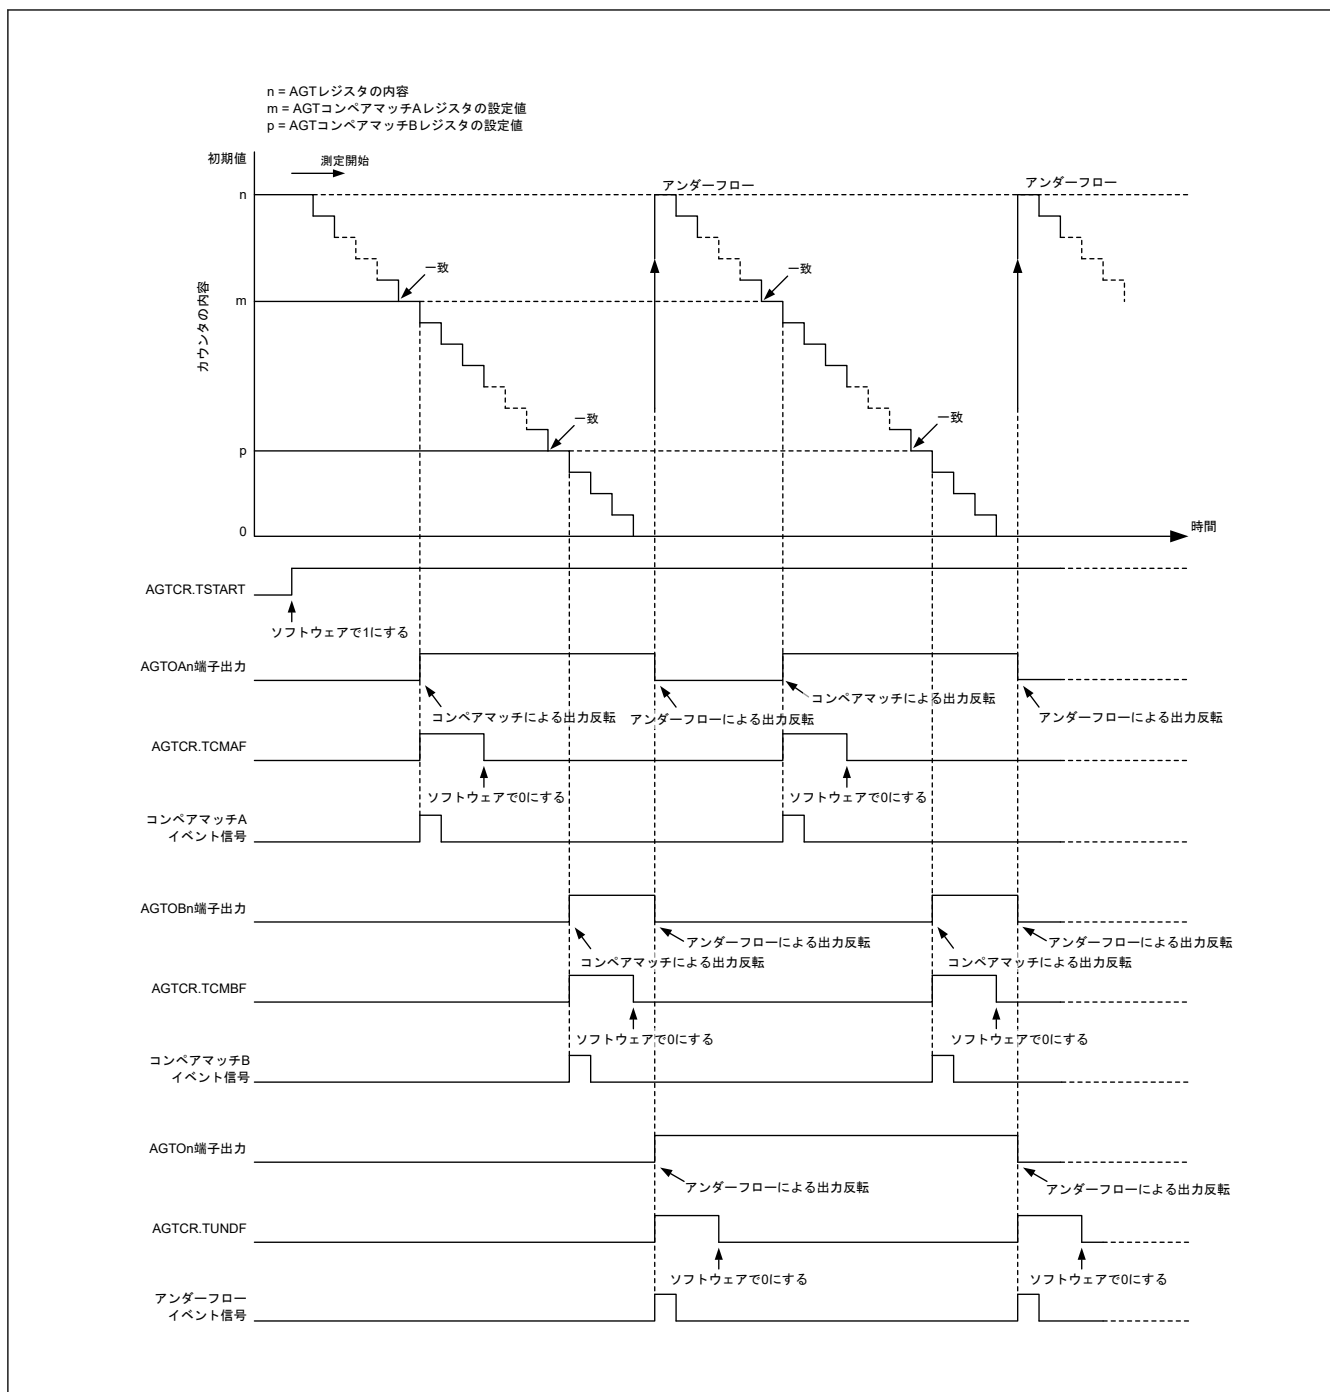 n = AGTレジスタの内容
m = AGTコンペアマッチAレジスタの設定値
p = AGTコンペアマッチBレジスタの設定値
初期値
測定開始
n
アンダーフロー
アンダーフロー
一致
一致
m
カウンタの内容
一致
一致
p
0
時間
AGTCR.TSTART
ソフトウェアで1にする
AGTOAn端子出力
コンペアマッチによる出力反転
アンダーフローによる出力反転
コンペアマッチによる出力反転
アンダーフローによる出力反転
AGTCR.TCMAF
ソフトウェアで0にする
ソフトウェアで0にする
コンペアマッチA
イベント信号
AGTOBn端子出力
アンダーフローによる出力反転
アンダーフローによる出力反転
コンペアマッチによる出力反転
コンペアマッチによる出力反転
AGTCR.TCMBF
ソフトウェアで0にする
ソフトウェアで0にする
コンペアマッチB
イベント信号
AGTOn端子出力
アンダーフローによる出力反転
アンダーフローによる出力反転
AGTCR.TUNDF
ソフトウェアで0にする
ソフトウェアで0にする
アンダーフロー
イベント信号